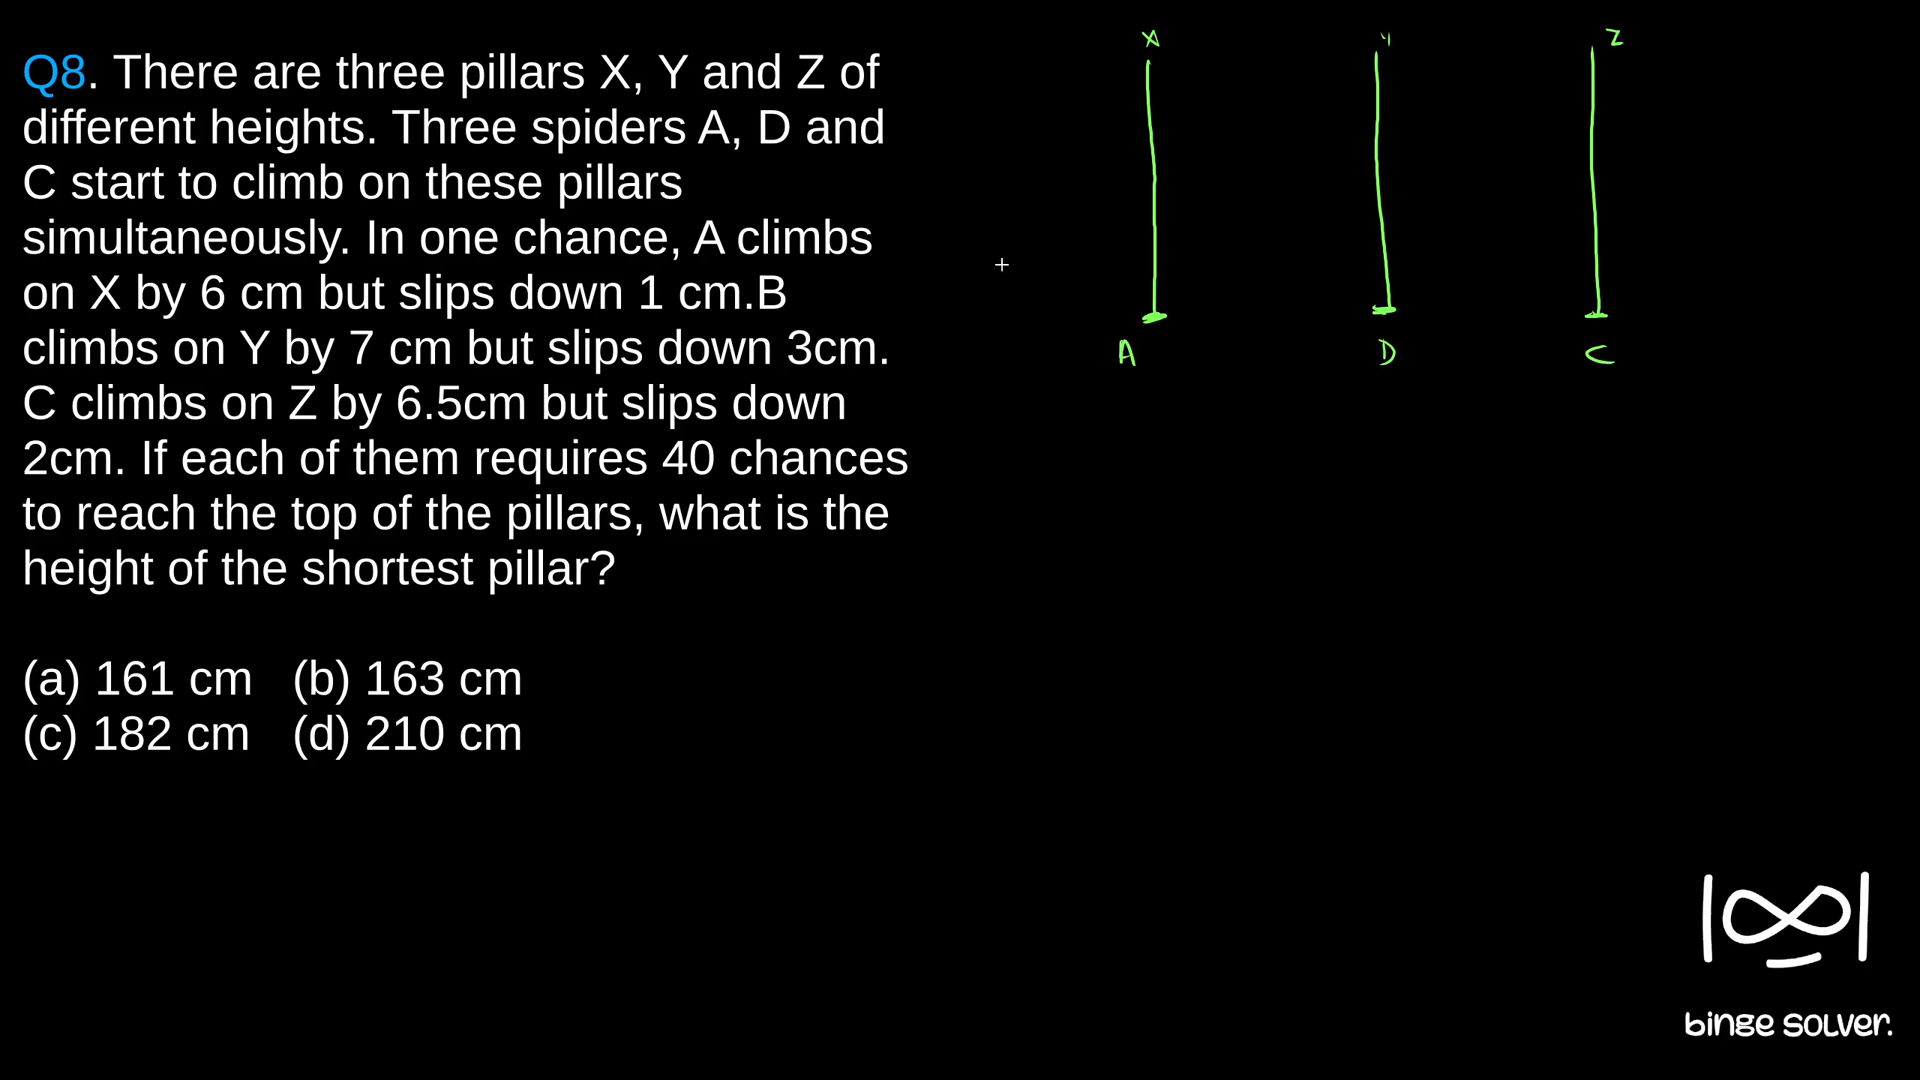 Q8. There are three pillars X, Y and Z of
different heights. Three spiders A, D and
C start to climb on these pillars
simultaneously. In one chance, A climbs
on X by 6 cm but slips down 1 cm.B
climbs on Y by 7 cm but slips down 3cm.
C climbs on Z by 6.5cm but slips down
2cm. If each of them requires 40 chances
to reach the top of the pillars, what is the
height of the shortest pillar?
(a) 161 cm (b) 163 cm
(c) 182 cm (d) 210 cm
X Y Z
A D C
binge SOLVER.